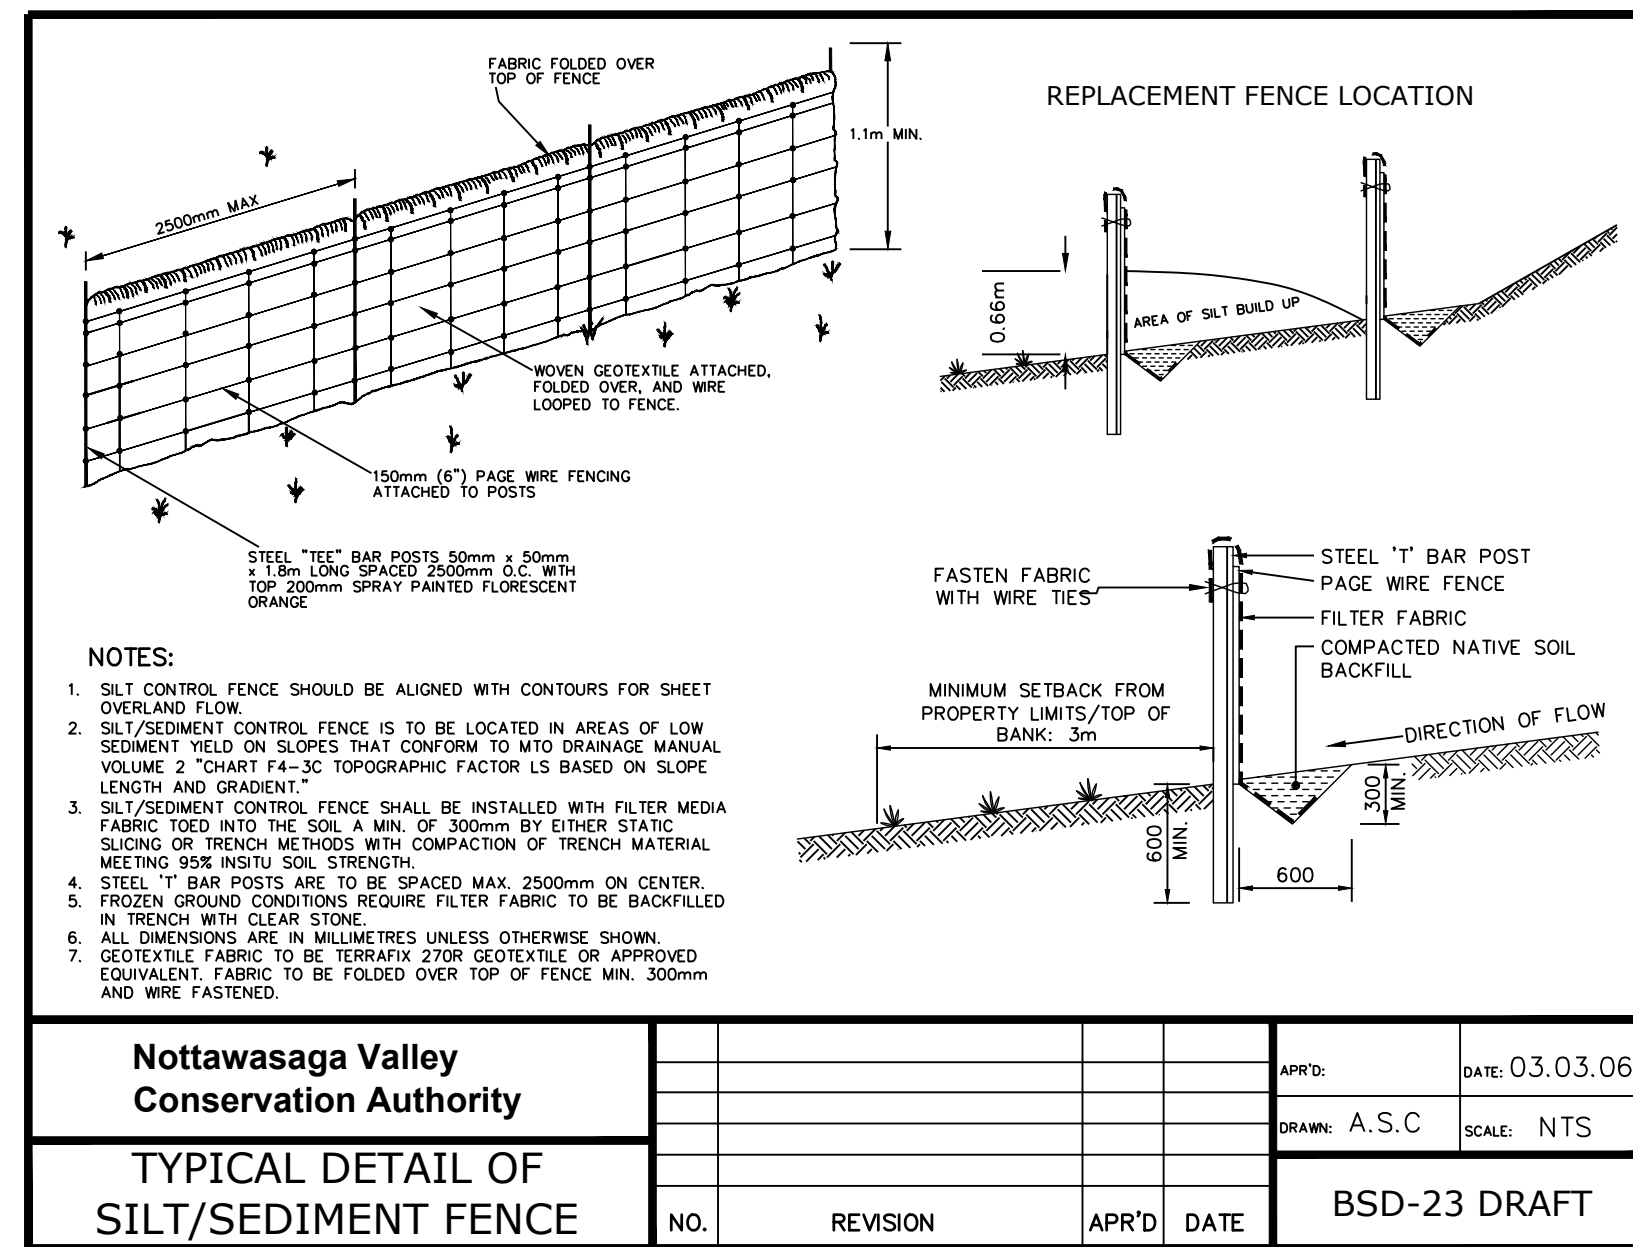 FABRIC FOLDED OVER
TOP OF FENCE
1.1m MIN.
2500mm MAX
WOVEN GEOTEXTILE ATTACHED,
FOLDED OVER, AND WIRE
LOOPED TO FENCE.
150mm (6") PAGE WIRE FENCING
ATTACHED TO POSTS
STEEL "TEE" BAR POSTS 50mm x 50mm
x 1.8m LONG SPACED 2500mm O.C. WITH
TOP 200mm SPRAY PAINTED FLORESCENT
ORANGE
REPLACEMENT FENCE LOCATION
0.66m
AREA OF SILT BUILD UP
FASTEN FABRIC
WITH WIRE TIES
STEEL 'T' BAR POST
PAGE WIRE FENCE
FILTER FABRIC
COMPACTED NATIVE SOIL
BACKFILL
MINIMUM SETBACK FROM
PROPERTY LIMITS/TOP OF
BANK: 3m
DIRECTION OF FLOW
300
MIN.
600
MIN.
600
NOTES:
1. SILT CONTROL FENCE SHOULD BE ALIGNED WITH CONTOURS FOR SHEET
OVERLAND FLOW.
2. SILT/SEDIMENT CONTROL FENCE IS TO BE LOCATED IN AREAS OF LOW
SEDIMENT YIELD ON SLOPES THAT CONFORM TO MTO DRAINAGE MANUAL
VOLUME 2 "CHART F4-3C TOPOGRAPHIC FACTOR LS BASED ON SLOPE
LENGTH AND GRADIENT."
3. SILT/SEDIMENT CONTROL FENCE SHALL BE INSTALLED WITH FILTER MEDIA
FABRIC TOED INTO THE SOIL A MIN. OF 300mm BY EITHER STATIC
SLICING OR TRENCH METHODS WITH COMPACTION OF TRENCH MATERIAL
MEETING 95% INSITU SOIL STRENGTH.
4. STEEL 'T' BAR POSTS ARE TO BE SPACED MAX. 2500mm ON CENTER.
5. FROZEN GROUND CONDITIONS REQUIRE FILTER FABRIC TO BE BACKFILLED
IN TRENCH WITH CLEAR STONE.
6. ALL DIMENSIONS ARE IN MILLIMETRES UNLESS OTHERWISE SHOWN.
7. GEOTEXTILE FABRIC TO BE TERRAFIX 270R GEOTEXTILE OR APPROVED
EQUIVALENT. FABRIC TO BE FOLDED OVER TOP OF FENCE MIN. 300mm
AND WIRE FASTENED.
Nottawasaga Valley
Conservation Authority
TYPICAL DETAIL OF
SILT/SEDIMENT FENCE
NO. REVISION APR'D DATE
APR'D: DATE: 03.03.06
DRAWN: A.S.C SCALE: NTS
BSD-23 DRAFT